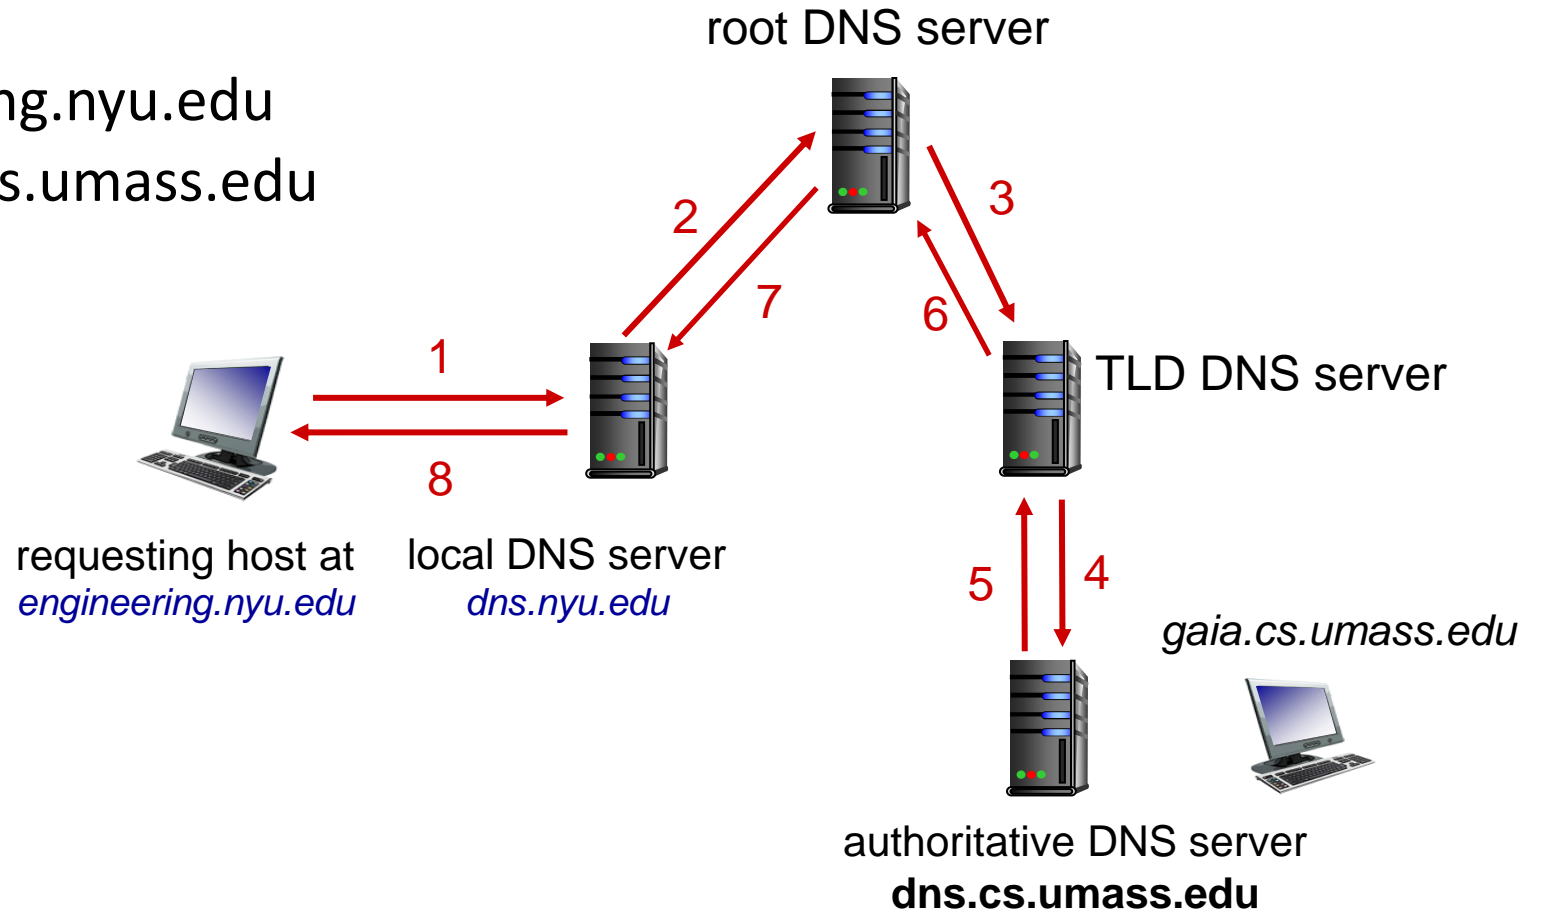 root DNS server
ng.nyu.edu
s.umass.edu
2
3
7
6
1
TLD DNS server
8
requesting host at
engineering.nyu.edu
local DNS server
dns.nyu.edu
5
4
gaia.cs.umass.edu
authoritative DNS server
dns.cs.umass.edu